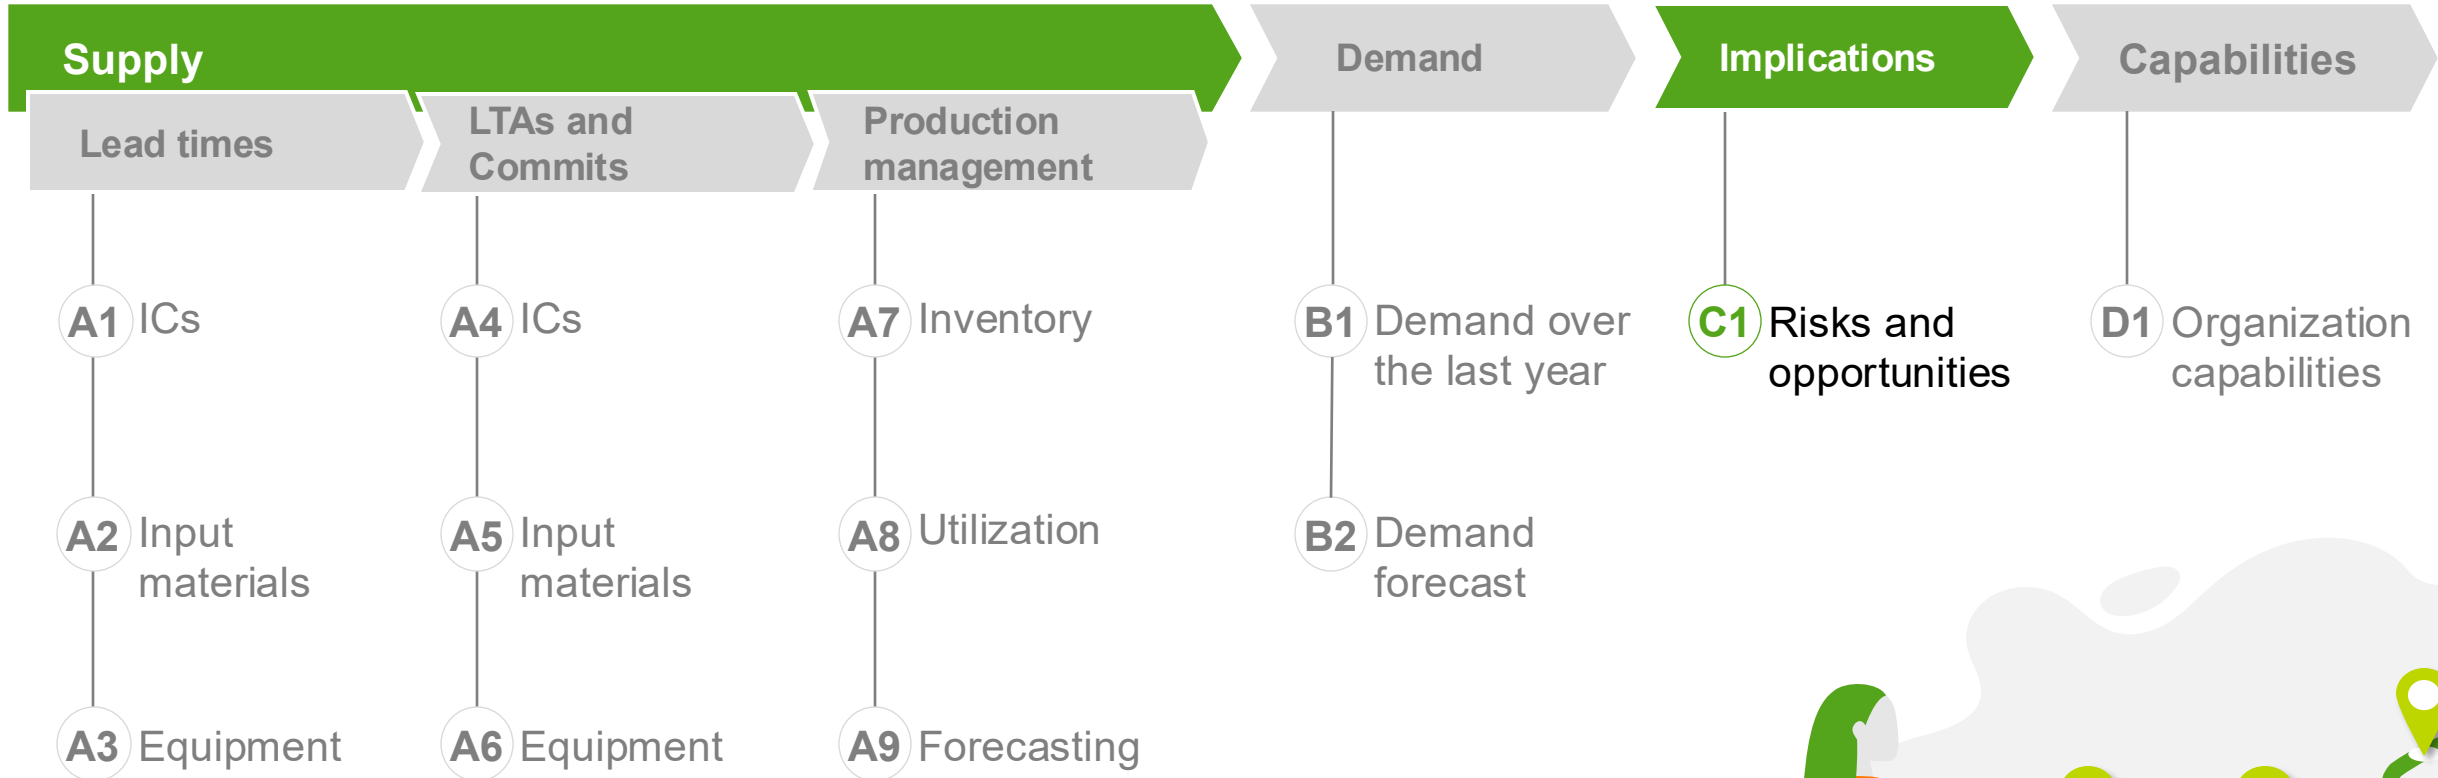 Supply
Demand
Implications
Capabilities
Lead times
LTAs and
Commits
Production
management
A1 ICs
A2 Input
materials
A3 Equipment
A4 ICs
A5 Input
materials
A6 Equipment
A7 Inventory
A8 Utilization
A9 Forecasting
B1 Demand over
the last year
B2 Demand
forecast
C1 Risks and
opportunities
D1 Organization
capabilities